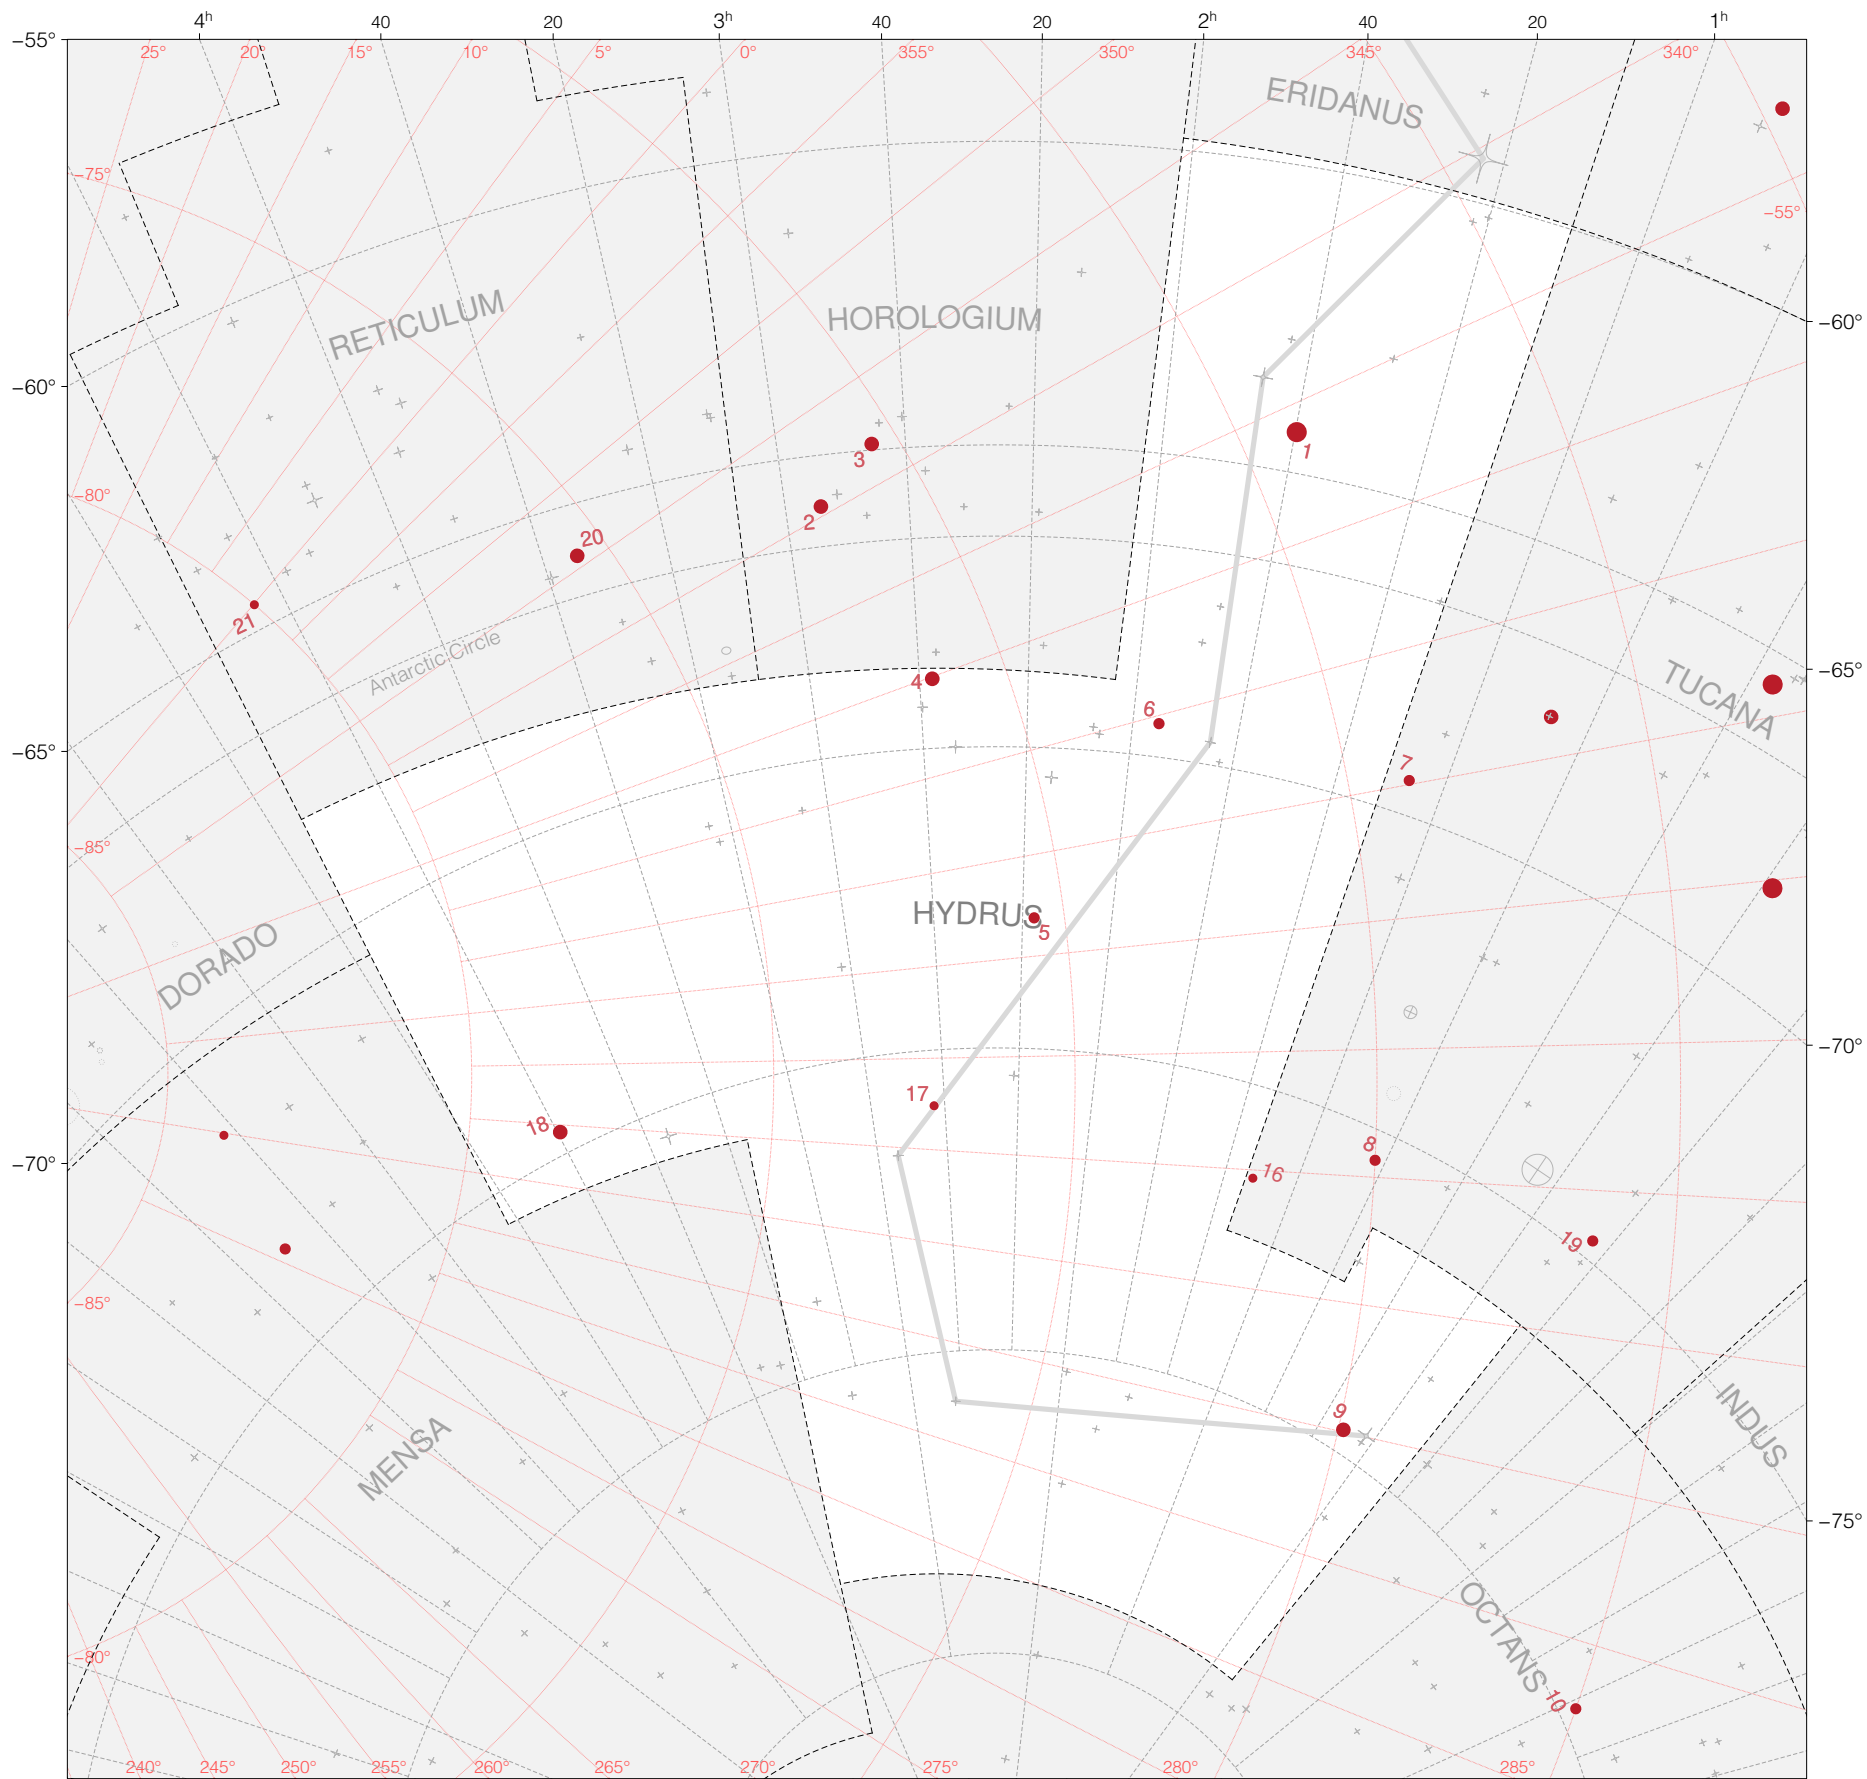 4h 40 20 3h 40 20 2h 40 20 1h
−55°
25° 20° 15° 10° 5° 0° 355° 350° 345° 340°
ERIDANUS
−75°
−55°
RETICULUM
HOROLOGIUM
−60°
−60°
1
3
−80°
2
20
21
Antarctic Circle
−65°
TUCANA
4
6
−65°
7
−85°
HYDRUS
5
DORADO
−70°
17
18
8
−70°
16
19
−85°
INDUS
9
MENSA
−75°
OCTANS
−80°
10
240° 245° 250° 255° 260° 265° 270° 275° 280° 285°